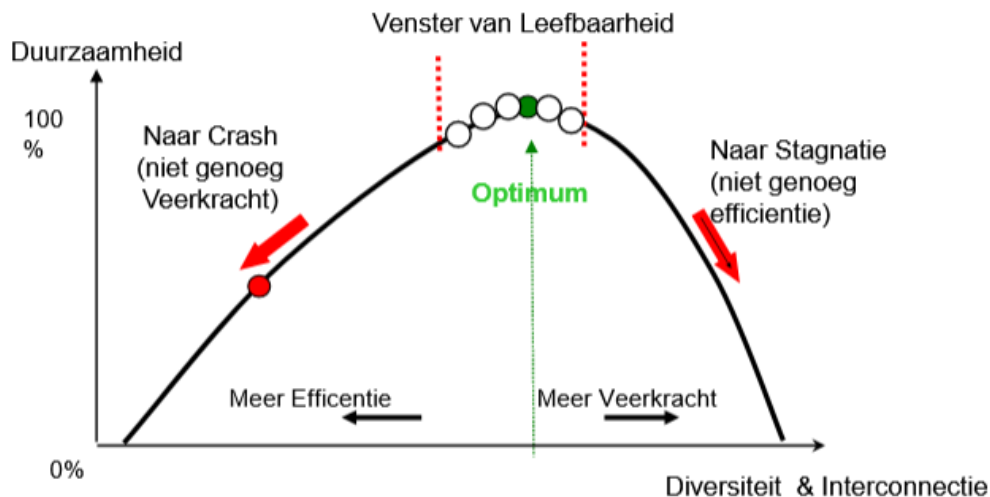 Venster van Leefbaarheid
Duurzaamheid
100
%
Naar Crash
(niet genoeg
Veerkracht)
Naar Stagnatie
(niet genoeg
efficientie)
Optimum
Meer Efficentie
Meer Veerkracht
0%
Diversiteit & Interconnectie